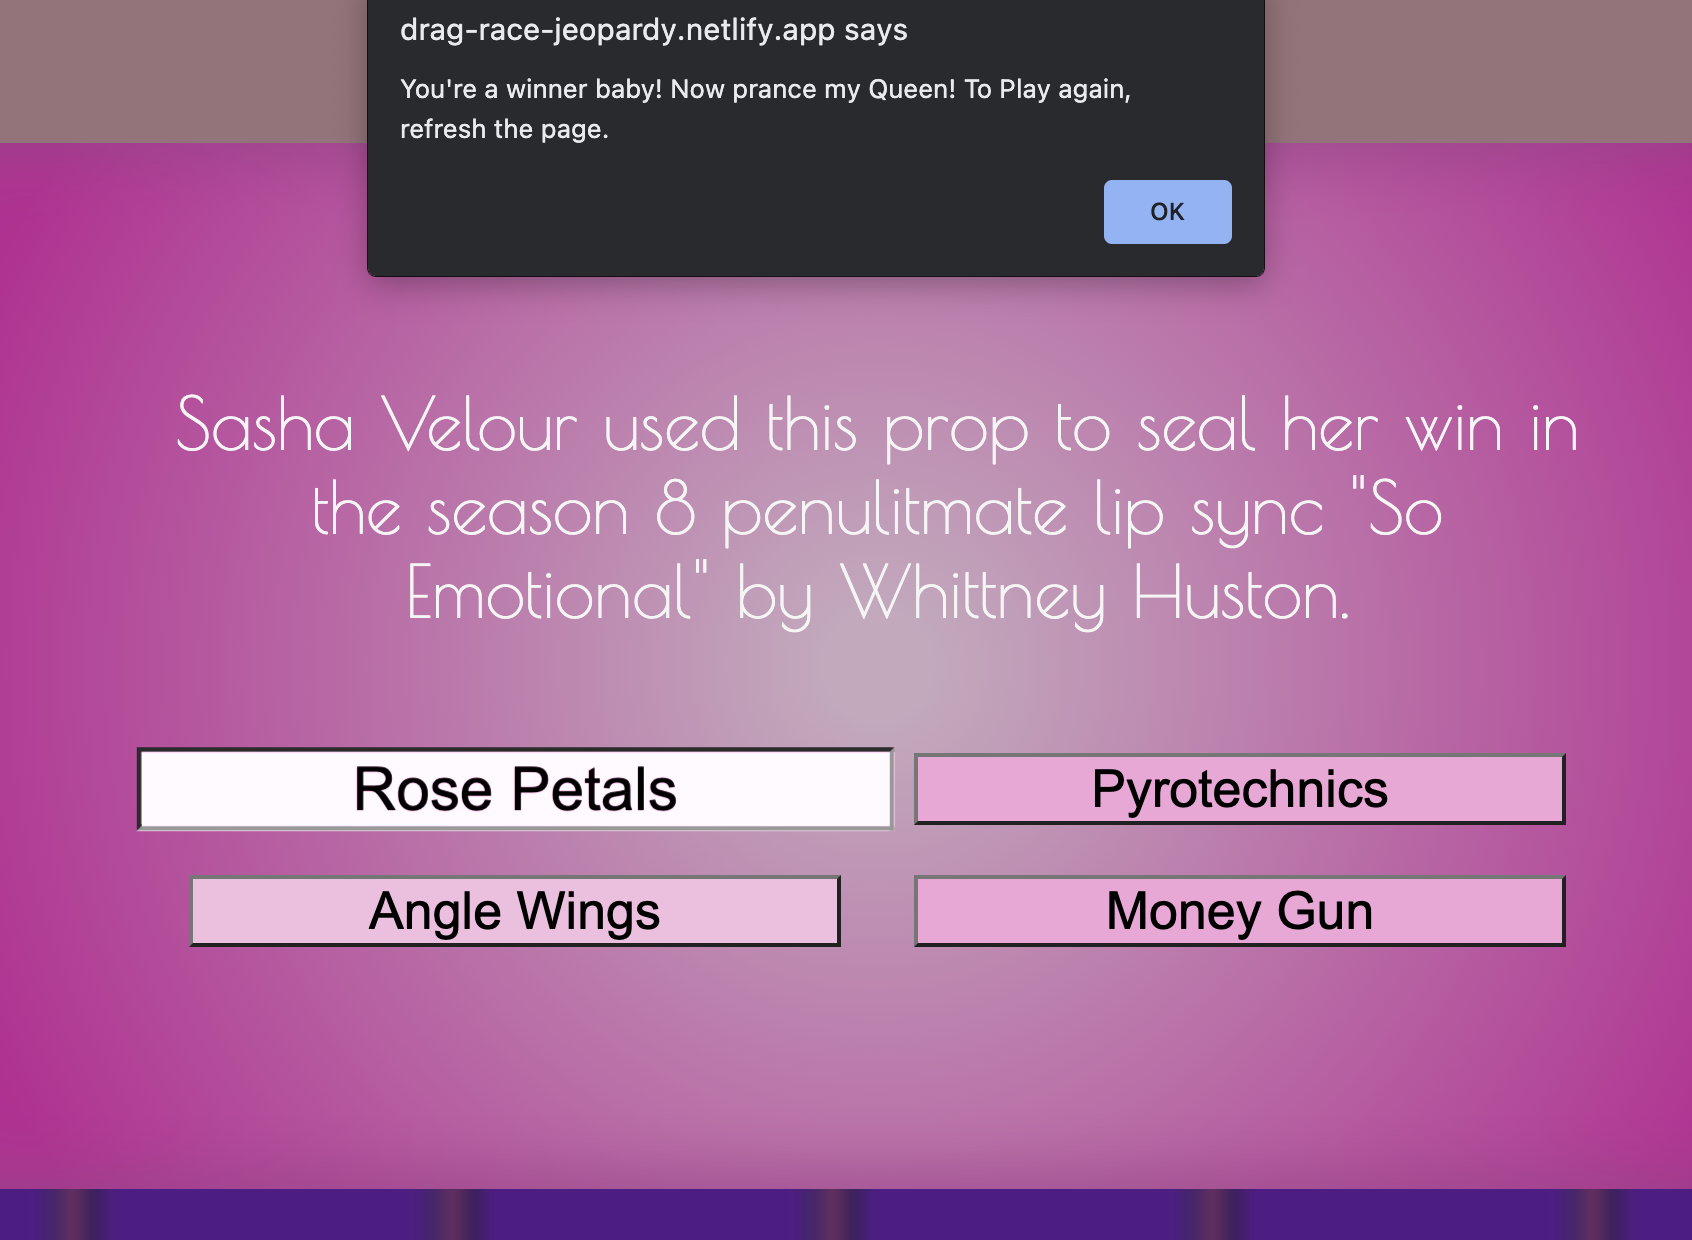 drag-race-jeopardy.netlify.app says
You're a winner baby! Now prance my Queen! To Play again,
refresh the page.
OK
Sasha Velour used this prop to seal her win in
the season 8 penulitmate lip sync "So
Emotional" by Whittney Huston.
Rose Petals
Pyrotechnics
Angle Wings
Money Gun